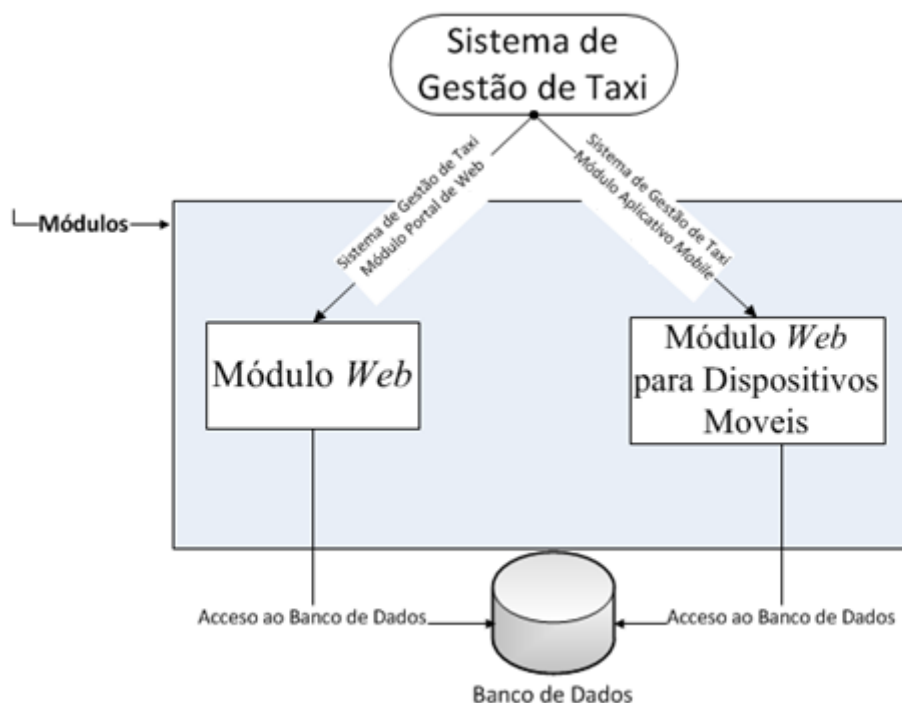 Sistema de
Gestão de Taxi
Sistema de Gestão de Taxi
Módulo Portal de Web
Sistema de Gestão de Taxi
Módulo Aplicativo Mobile
Módulos
Módulo Web
Módulo Web
para Dispositivos
Moveis
Acceso ao Banco de Dados
Acceso ao Banco de Dados
Banco de Dados